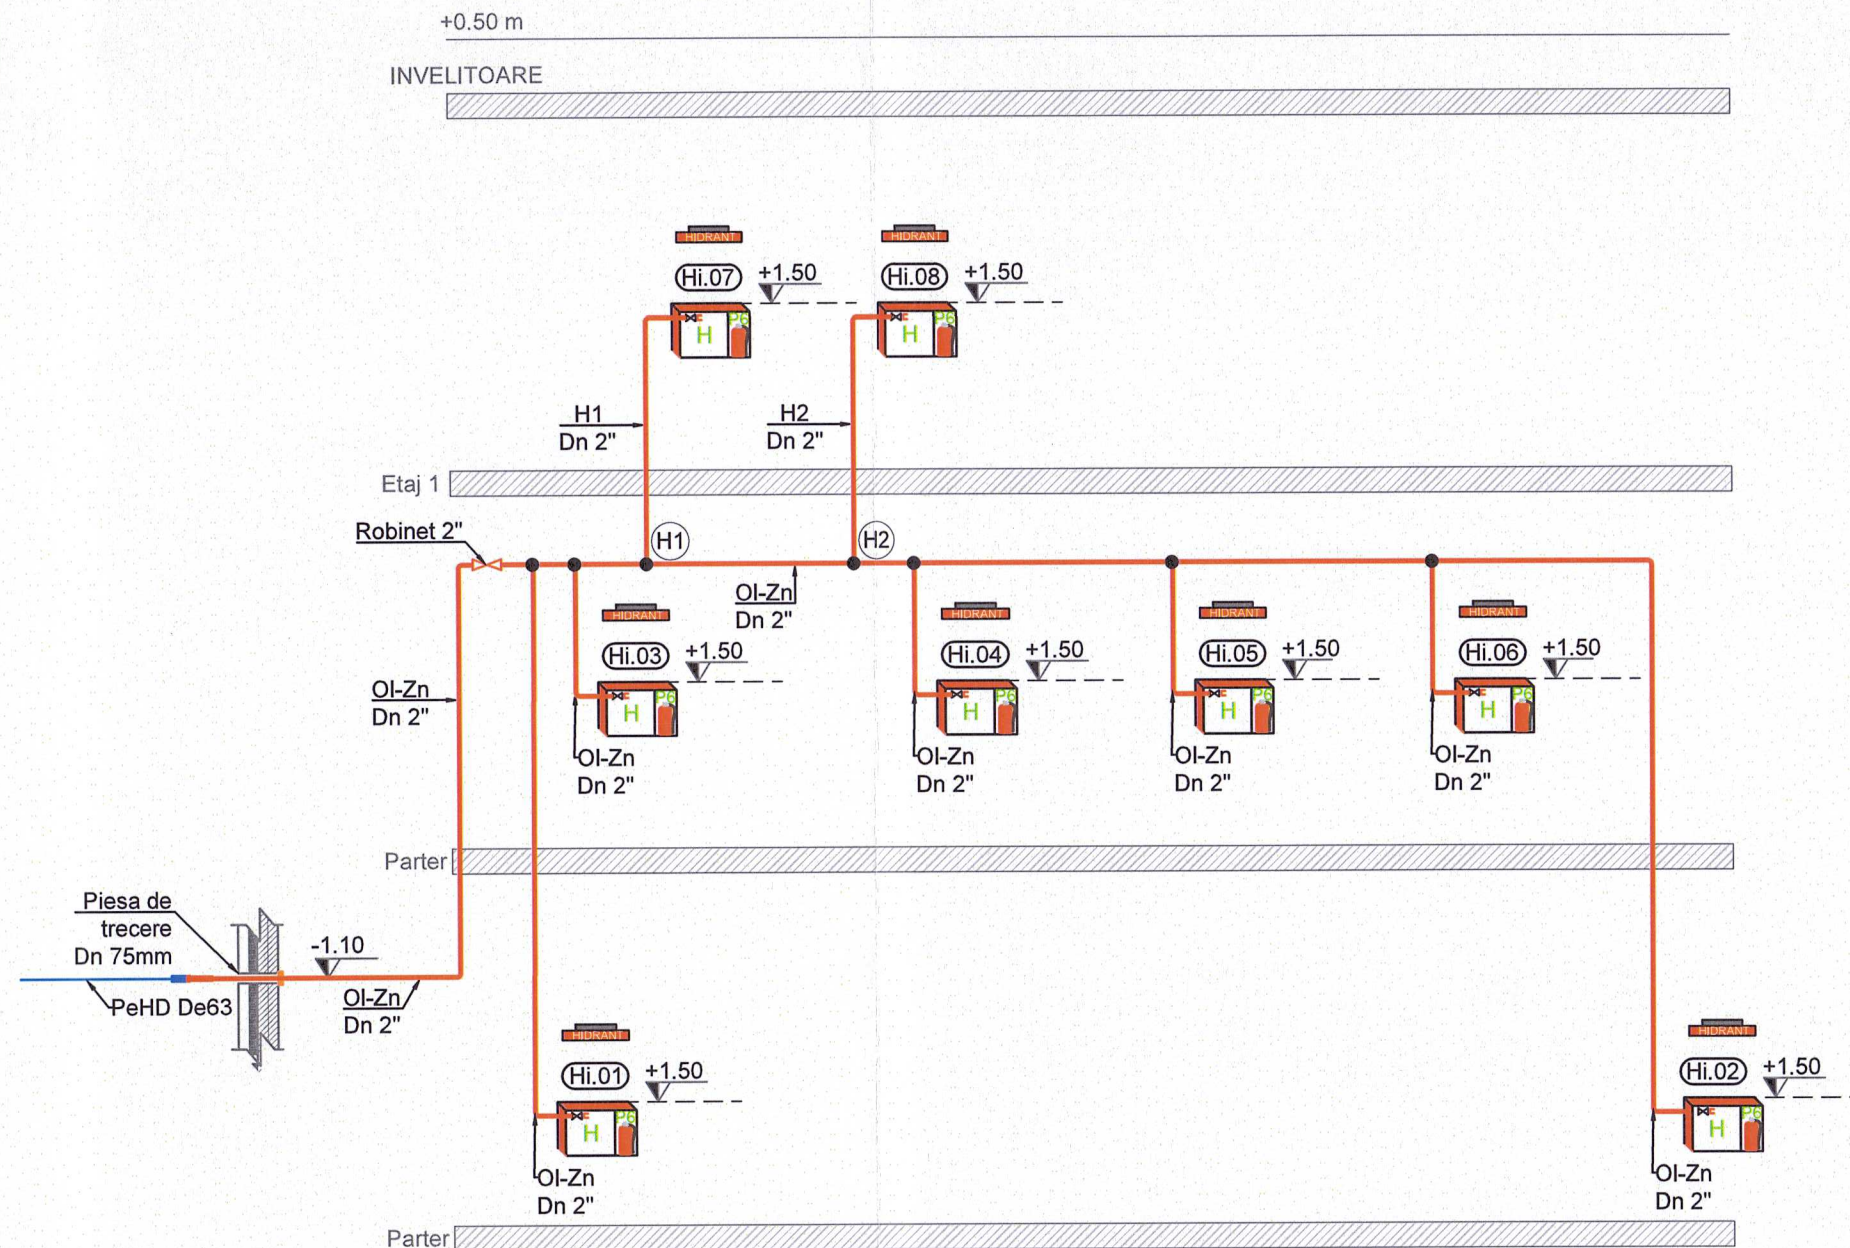 +0.50 m
INVELITOARE
HIDRANT
HIDRANT
Hi.07
+1.50
Hi.08
+1.50
P6
H
P6
H
H1
Dn 2"
H2
Dn 2"
Etaj 1
Robinet 2"
H1
H2
Ol-Zn
Dn 2"
HIDRANT
HIDRANT
HIDRANT
HIDRANT
Hi.03
+1.50
Hi.04
+1.50
Hi.05
+1.50
Hi.06
+1.50
P6
H
P6
H
P6
H
P6
H
Ol-Zn
Dn 2"
Ol-Zn
Dn 2"
Ol-Zn
Dn 2"
Ol-Zn
Dn 2"
Ol-Zn
Dn 2"
Parter
Piesa de
trecere
Dn 75mm
-1.10
PeHD De63
Ol-Zn
Dn 2"
HIDRANT
Hi.01
+1.50
P6
H
Ol-Zn
Dn 2"
HIDRANT
Hi.02
+1.50
P6
H
Ol-Zn
Dn 2"
Parter